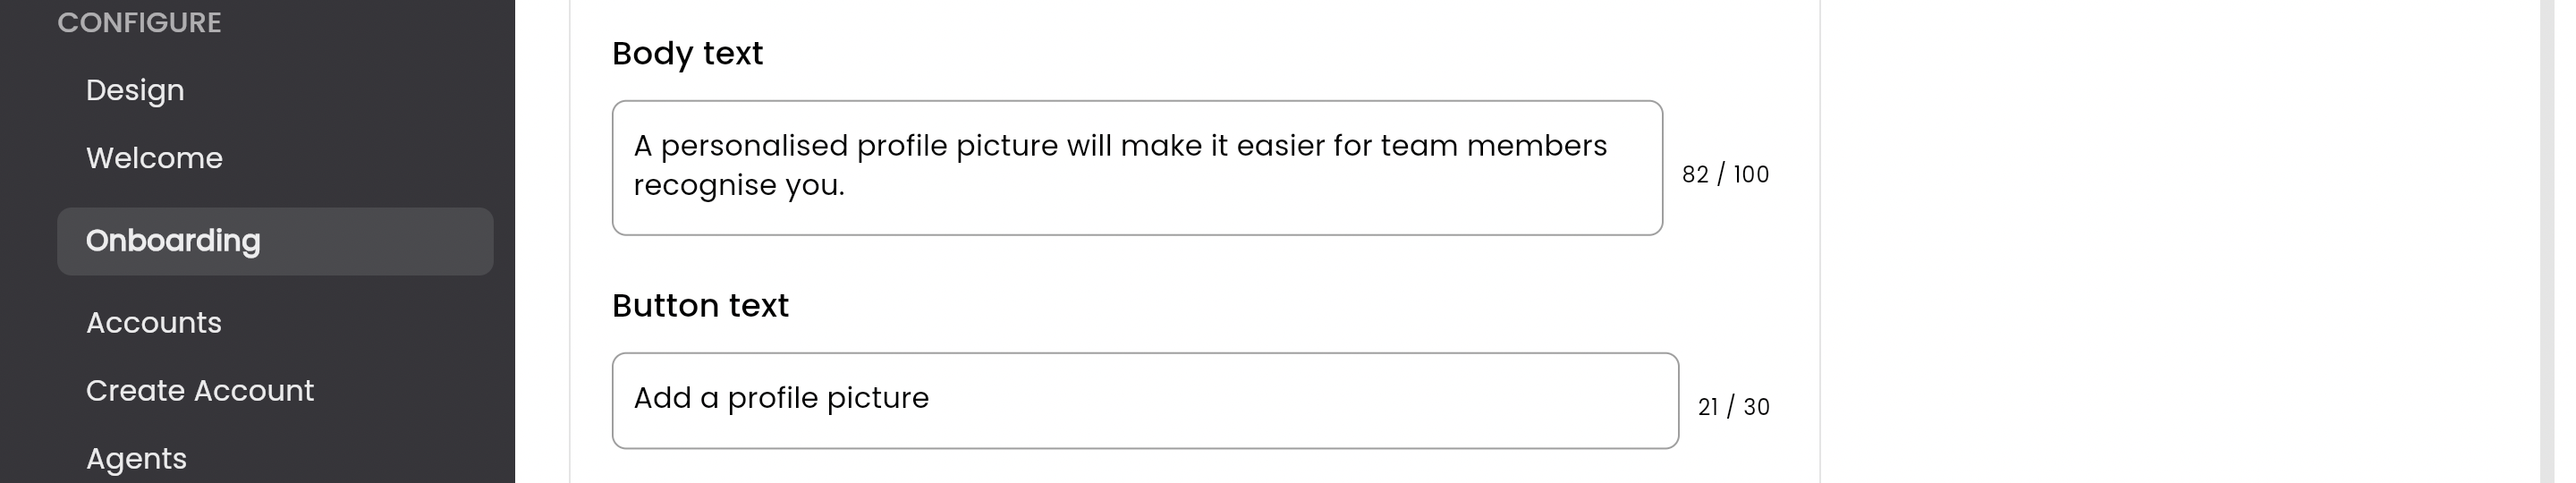 CONFIGURE
Design
Welcome
Onboarding
Accounts
Create Account
Agents
Body text
A personalised profile picture will make it easier for team members
recognise you.
82 / 100
Button text
Add a profile picture
21 / 30